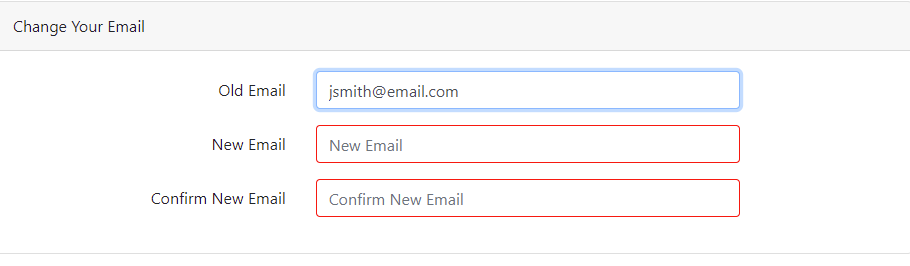 Change Your Email
Old Email jsmith@email.com
New Email New Email
Confirm New Email Confirm New Email